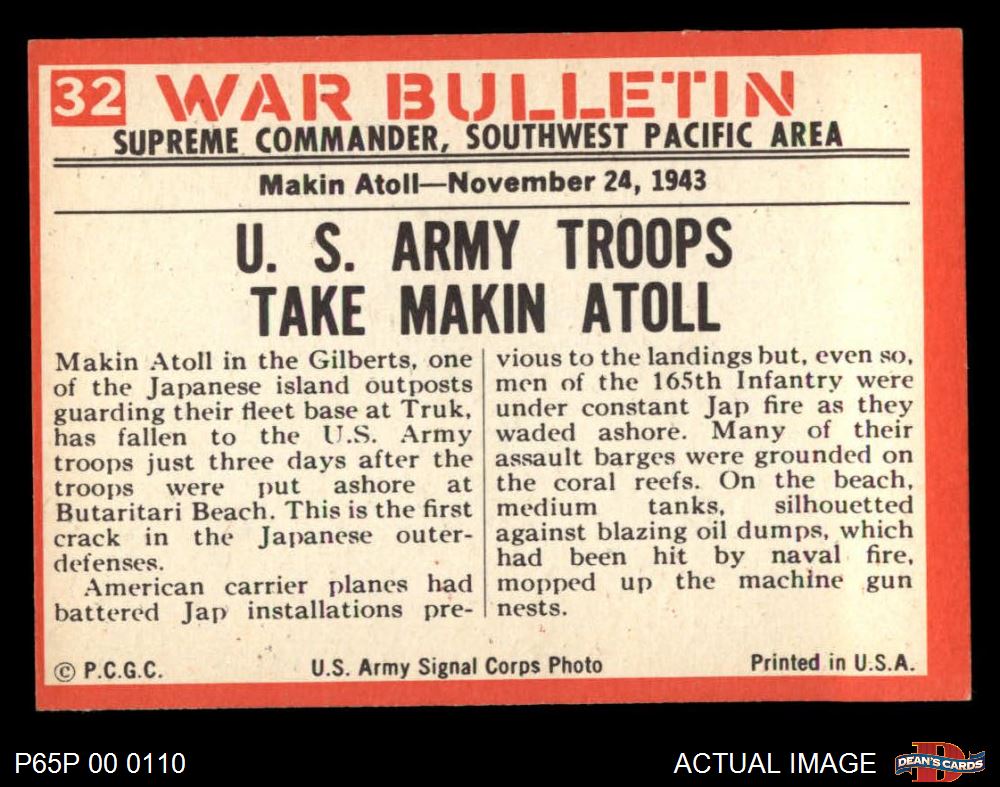 32 WAR BULLETIN
SUPREME COMMANDER, SOUTHWEST PACIFIC AREA
Makin Atoll—November 24, 1943
U. S. ARMY TROOPS
TAKE MAKIN ATOLL
Makin Atoll in the Gilberts, one
of the Japanese island outposts
guarding their fleet base at Truk,
has fallen to the U.S. Army
troops just three days after the
troops were put ashore at
Butaritari Beach. This is the first
crack in the Japanese outer-
defenses.
American carrier planes had
battered Jap installations pre-
vious to the landings but, even so,
men of the 165th Infantry were
under constant Jap fire as they
waded ashore. Many of their
assault barges were grounded on
the coral reefs. On the beach,
medium tanks, silhouetted
against blazing oil dumps, which
had been hit by naval fire,
mopped up the machine gun
nests.
© P.C.G.C. U.S. Army Signal Corps Photo Printed in U.S.A.
P65P 00 0110 ACTUAL IMAGE DEAN'S CARDS